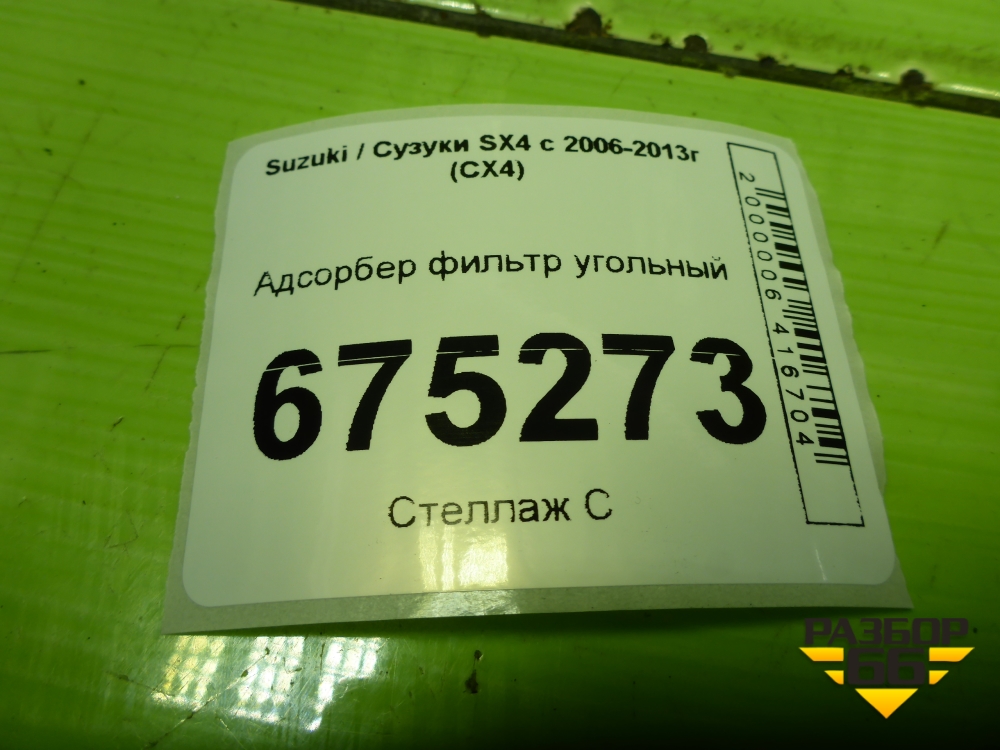 Suzuki / Сузуки SX4 с 2006-2013г
(СХ4)
Адсорбер фильтр угольный
675273
Стеллаж С
2000006416704
РАЗБОР
66